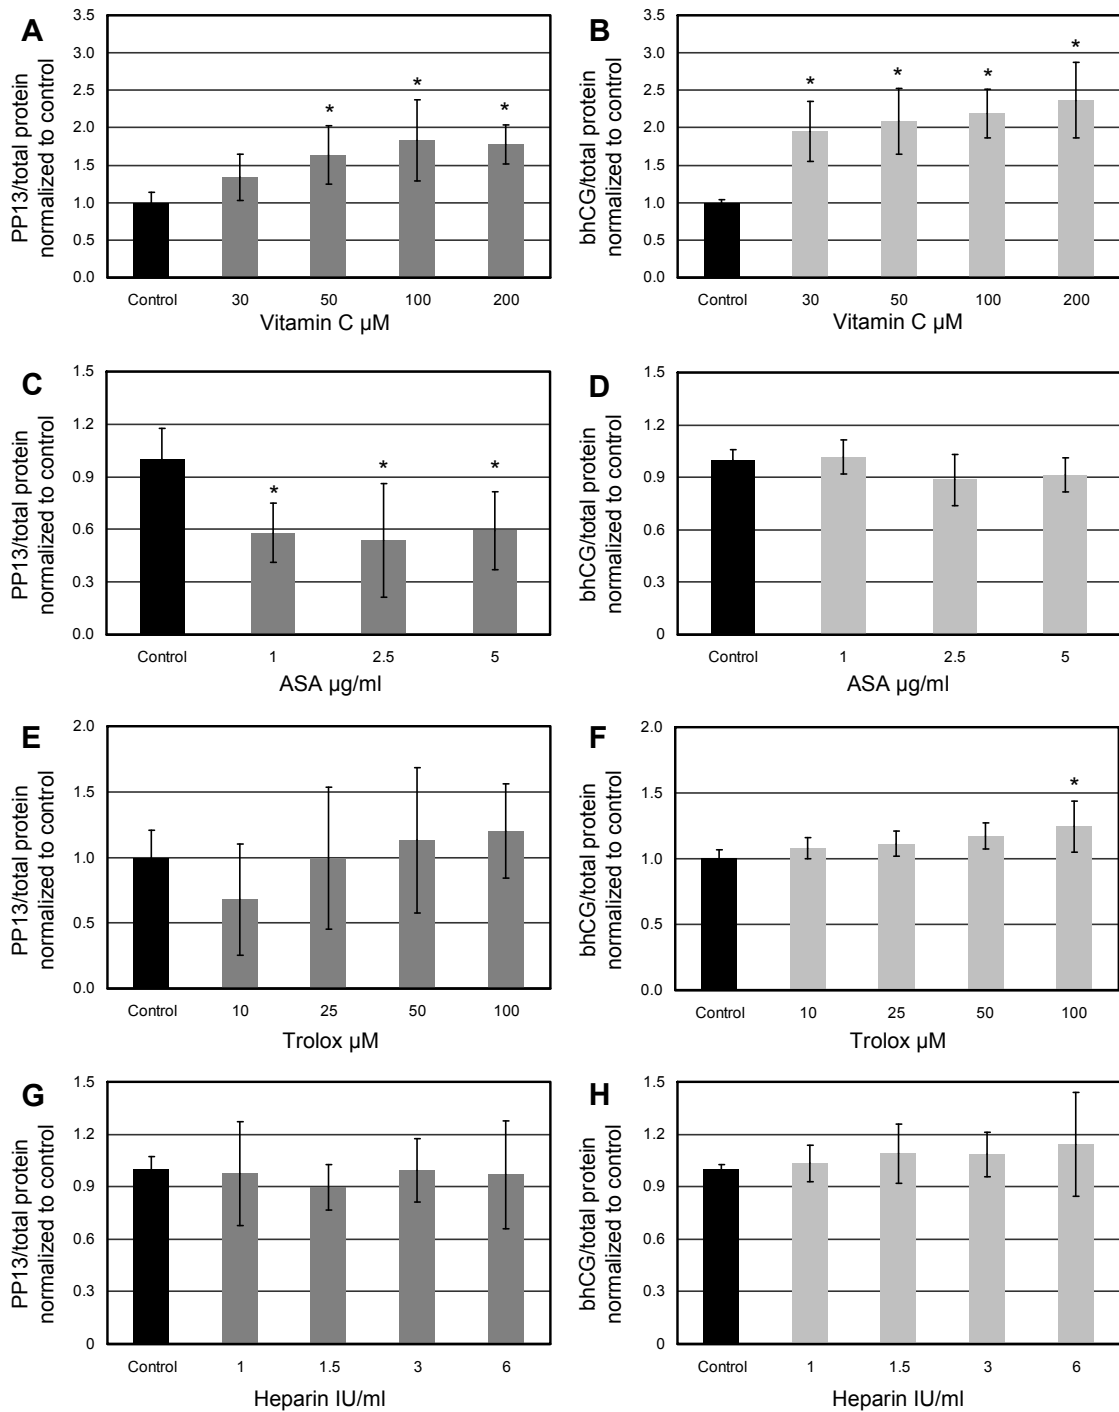 A
PP13/total protein
normalized to control
3.5
3.0
2.5
2.0
1.5
1.0
0.5
0.0
* * *
Control 30 50 100 200
Vitamin C µM
B
bhCG/total protein
normalized to control
3.5
3.0
2.5
2.0
1.5
1.0
0.5
0.0
* * * *
Control 30 50 100 200
Vitamin C µM
C
PP13/total protein
normalized to control
1.5
1.2
0.9
0.6
0.3
0.0
* * *
Control 1 2.5 5
ASA µg/ml
D
bhCG/total protein
normalized to control
1.5
1.2
0.9
0.6
0.3
0
Control 1 2.5 5
ASA µg/ml
E
PP13/total protein
normalized to control
2.0
1.5
1.0
0.5
0.0
Control 10 25 50 100
Trolox µM
F
bhCG/total protein
normalized to control
2.0
1.5
1.0
0.5
0.0
*
Control 10 25 50 100
Trolox µM
G
PP13/total protein
normalized to control
1.5
1.2
0.9
0.6
0.3
0
Control 1 1.5 3 6
Heparin IU/ml
H
bhCG/total protein
normalized to control
1.5
1.2
0.9
0.6
0.3
0
Control 1 1.5 3 6
Heparin IU/ml